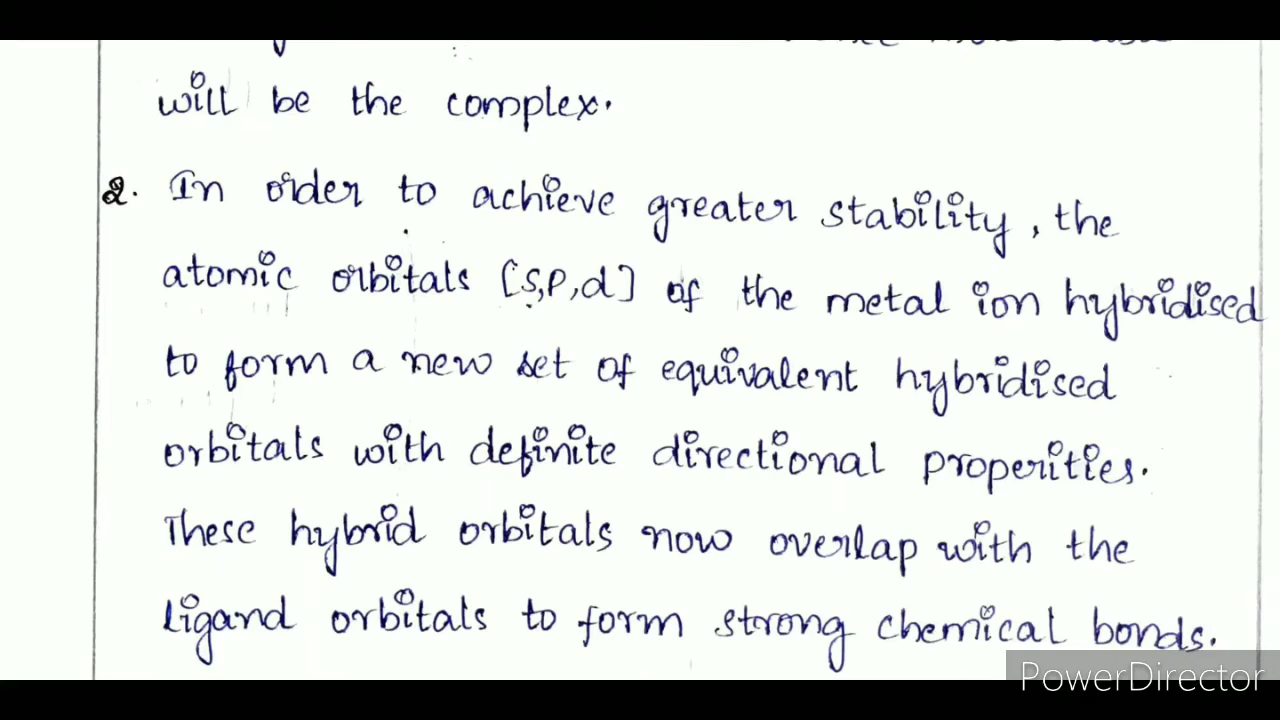 will be the complex.
2. In order to achieve greater stability, the
atomic orbitals [s,p,d] of the metal ion hybridised
to form a new set of equivalent hybridised
orbitals with definite directional properities.
These hybrid orbitals now overlap with the
ligand orbitals to form strong chemical bonds.
PowerDirector